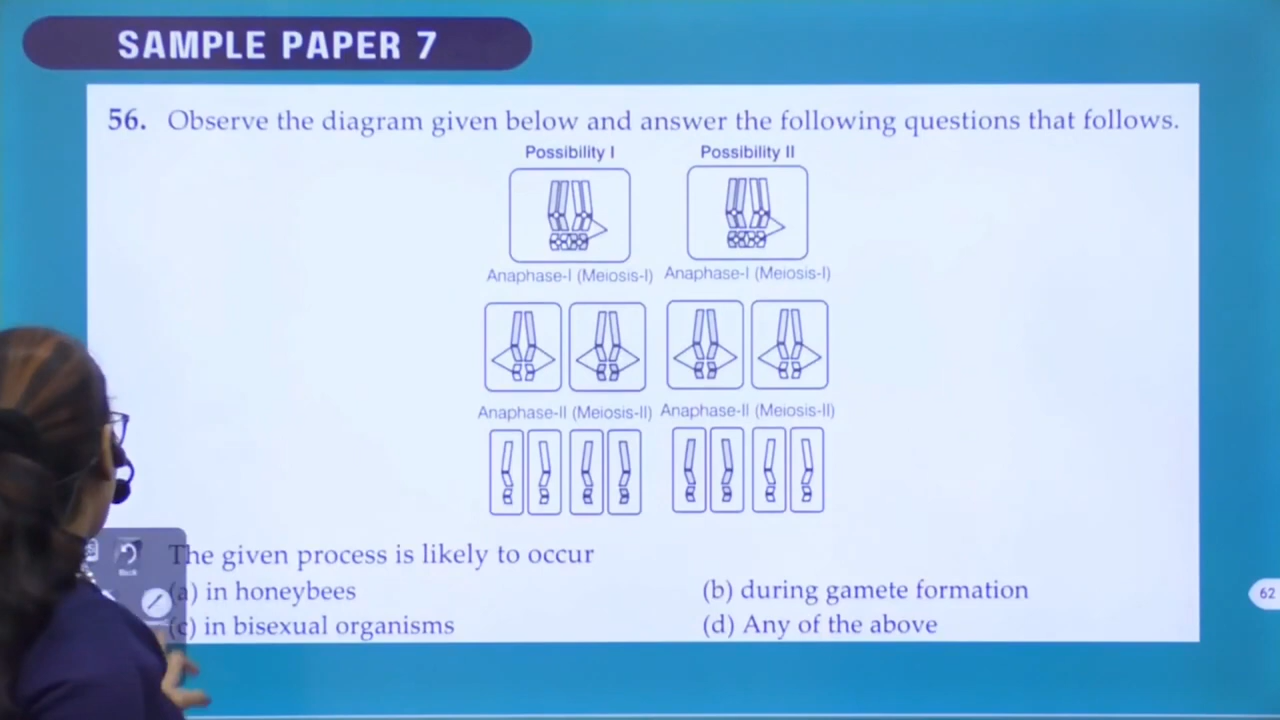 SAMPLE PAPER 7
56. Observe the diagram given below and answer the following questions that follows.
Possibility I Possibility II
Anaphase-I (Meiosis-I) Anaphase-I (Meiosis-I)
Anaphase-II (Meiosis-II) Anaphase-II (Meiosis-II)
The given process is likely to occur
(a) in honeybees (b) during gamete formation
(c) in bisexual organisms (d) Any of the above
Back
62